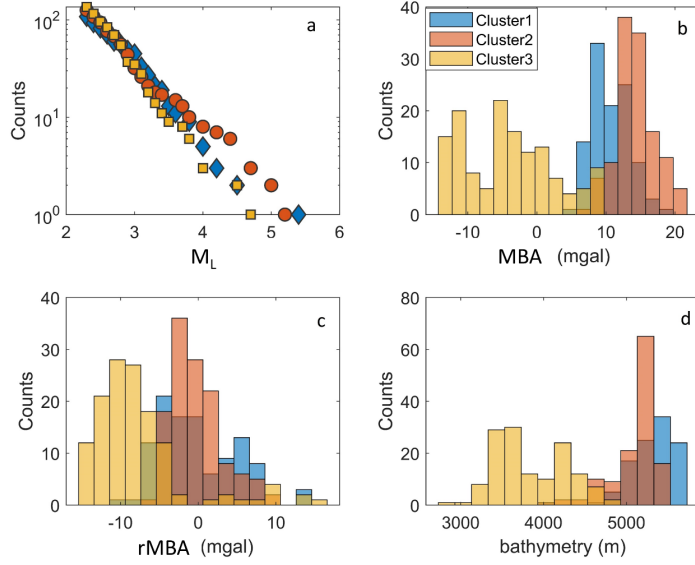 10²
10¹
10⁰
Counts
2
3
4
5
6
M_L
a
40
30
20
10
0
Counts
-10
0
10
20
MBA (mgal)
b
Cluster1
Cluster2
Cluster3
40
30
20
10
0
Counts
-10
0
10
rMBA (mgal)
c
80
60
40
20
0
Counts
3000
4000
5000
bathymetry (m)
d